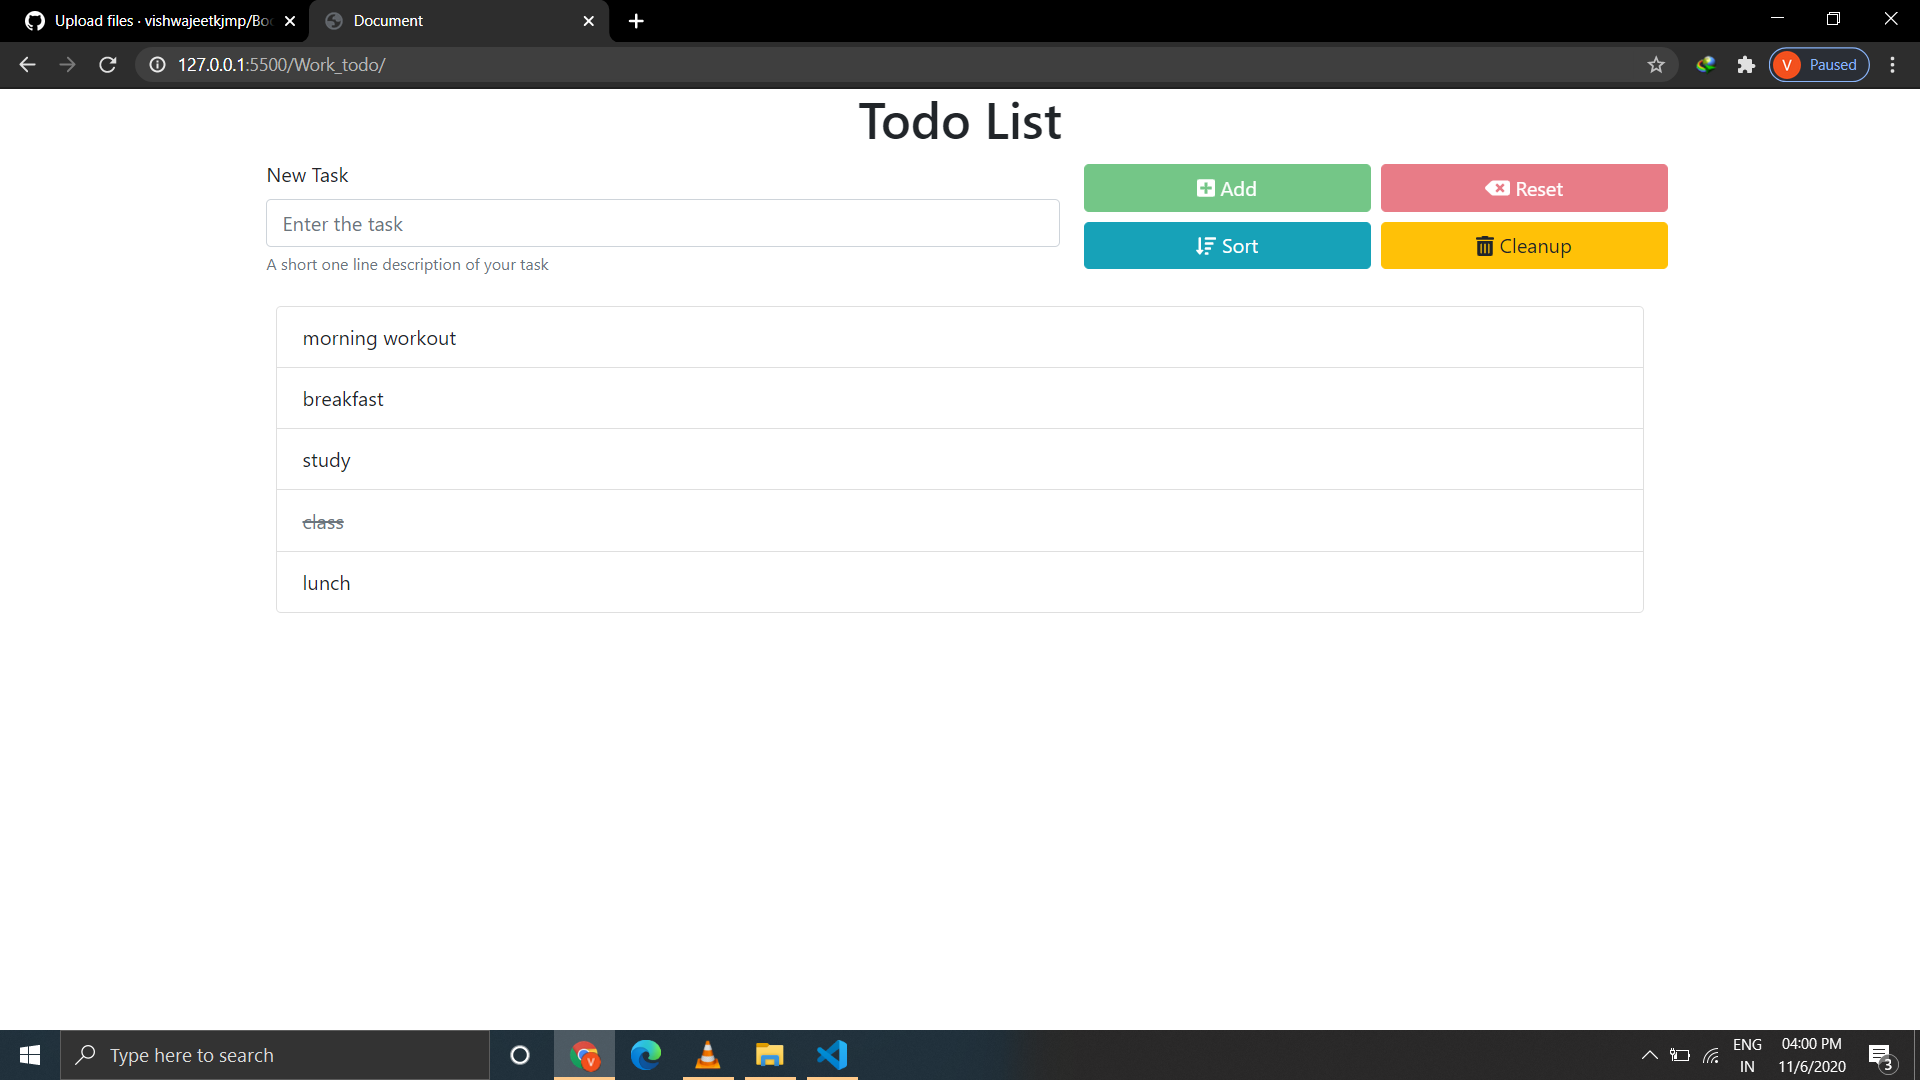 Upload files · vishwajeetkjmp/Boo
Document
127.0.0.1:5500/Work_todo/
V Paused
Todo List
New Task
Add
Reset
Enter the task
Sort
Cleanup
A short one line description of your task
morning workout
breakfast
study
class
lunch
Type here to search
V
ENG
IN
04:00 PM
11/6/2020
3